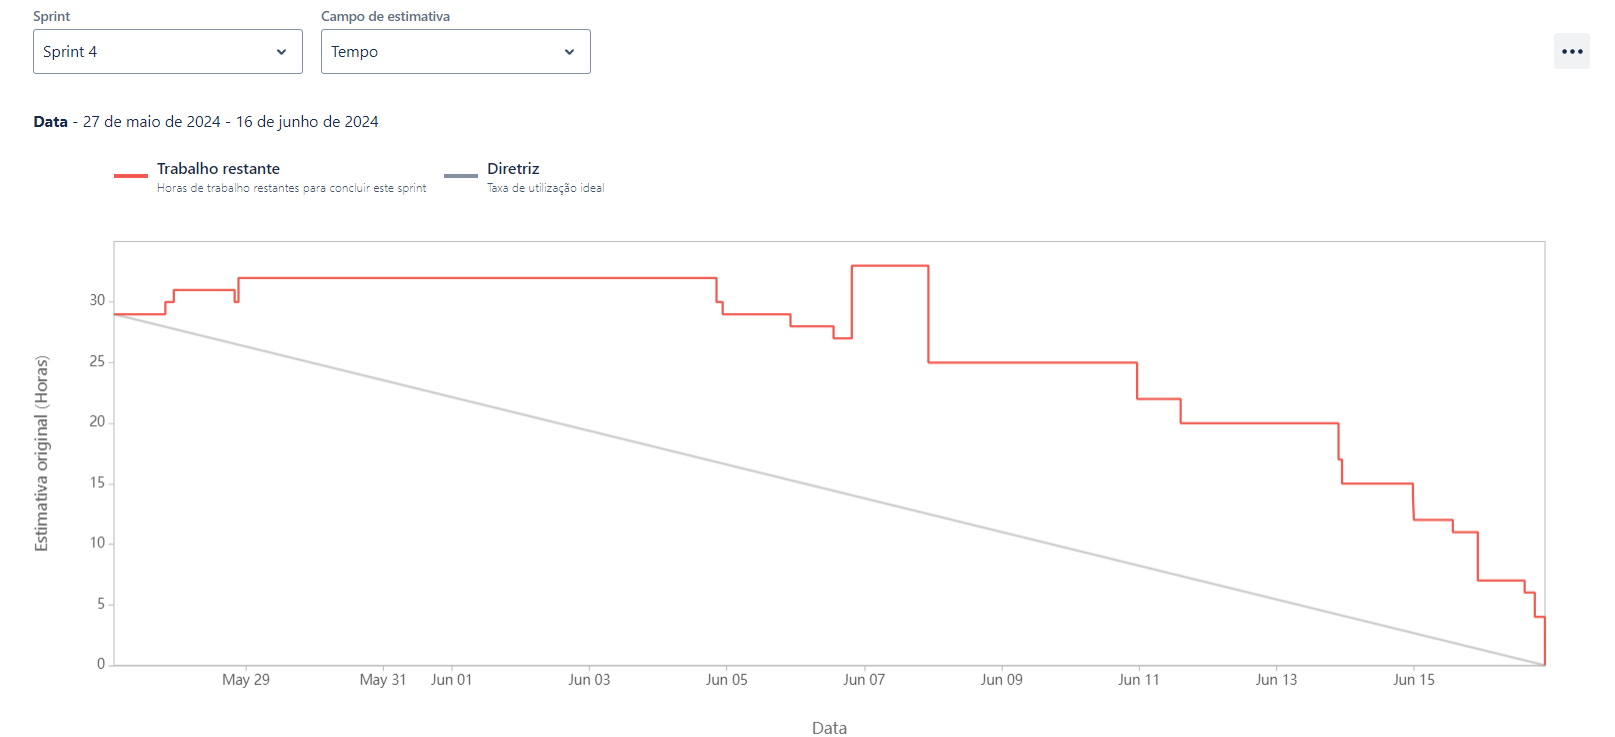 Sprint
Campo de estimativa
Sprint 4
Tempo
Data - 27 de maio de 2024 - 16 de junho de 2024
Trabalho restante
Horas de trabalho restantes para concluir este sprint
Diretriz
Taxa de utilização ideal
Estimativa original (Horas)
30
25
20
15
10
5
0
May 29
May 31
Jun 01
Jun 03
Jun 05
Jun 07
Jun 09
Jun 11
Jun 13
Jun 15
Data